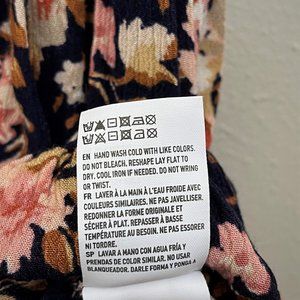 EN HAND WASH COLD WITH LIKE COLORS.
DO NOT BLEACH. RESHAPE LAY FLAT TO
DRY. COOL IRON IF NEEDED. DO NOT WRING
OR TWIST.
FR LAVER À LA MAIN À L'EAU FROIDE AVEC
COULEURS SIMILAIRES. NE PAS JAVELLISER.
REDONNER LA FORME ORIGINALE ET
SÉCHER À PLAT. REPASSER À BASSE
TEMPÉRATURE AU BESOIN. NE PAS ESSORER
NI TORDRE.
SP LAVAR A MANO CON AGUA FRÍA Y
PRENDAS DE COLOR SIMILAR. NO USAR
BLANQUEADOR. DARLE FORMA Y PONGA A